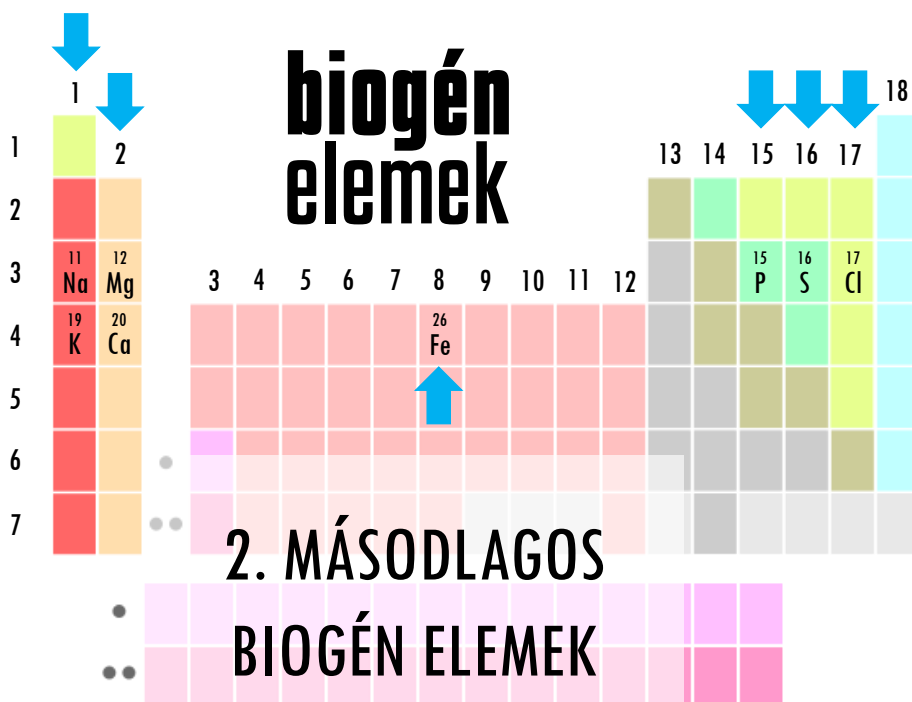 1
18
biogén
1
2
13 14 15 16 17
elemek
2
3
11 12
Na Mg
3 4 5 6 7 8 9 10 11 12
15 16 17
P S Cl
4
19 20
K Ca
26
Fe
5
6
7
2. MÁSODLAGOS
BIOGÉN ELEMEK